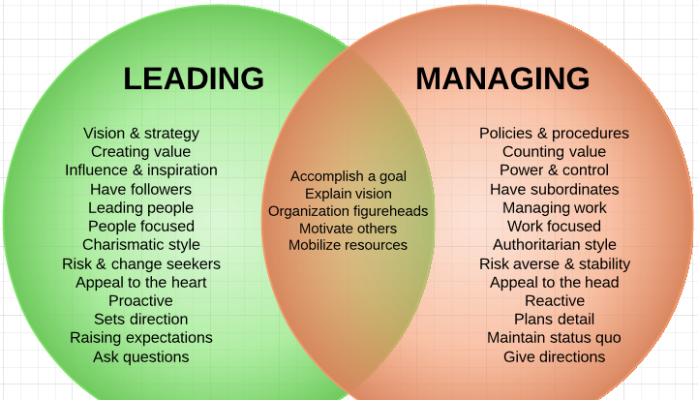 LEADING
Vision & strategy
Creating value
Influence & inspiration
Have followers
Leading people
People focused
Charismatic style
Risk & change seekers
Appeal to the heart
Proactive
Sets direction
Raising expectations
Ask questions
Accomplish a goal
Explain vision
Organization figureheads
Motivate others
Mobilize resources
MANAGING
Policies & procedures
Counting value
Power & control
Have subordinates
Managing work
Work focused
Authoritarian style
Risk averse & stability
Appeal to the head
Reactive
Plans detail
Maintain status quo
Give directions